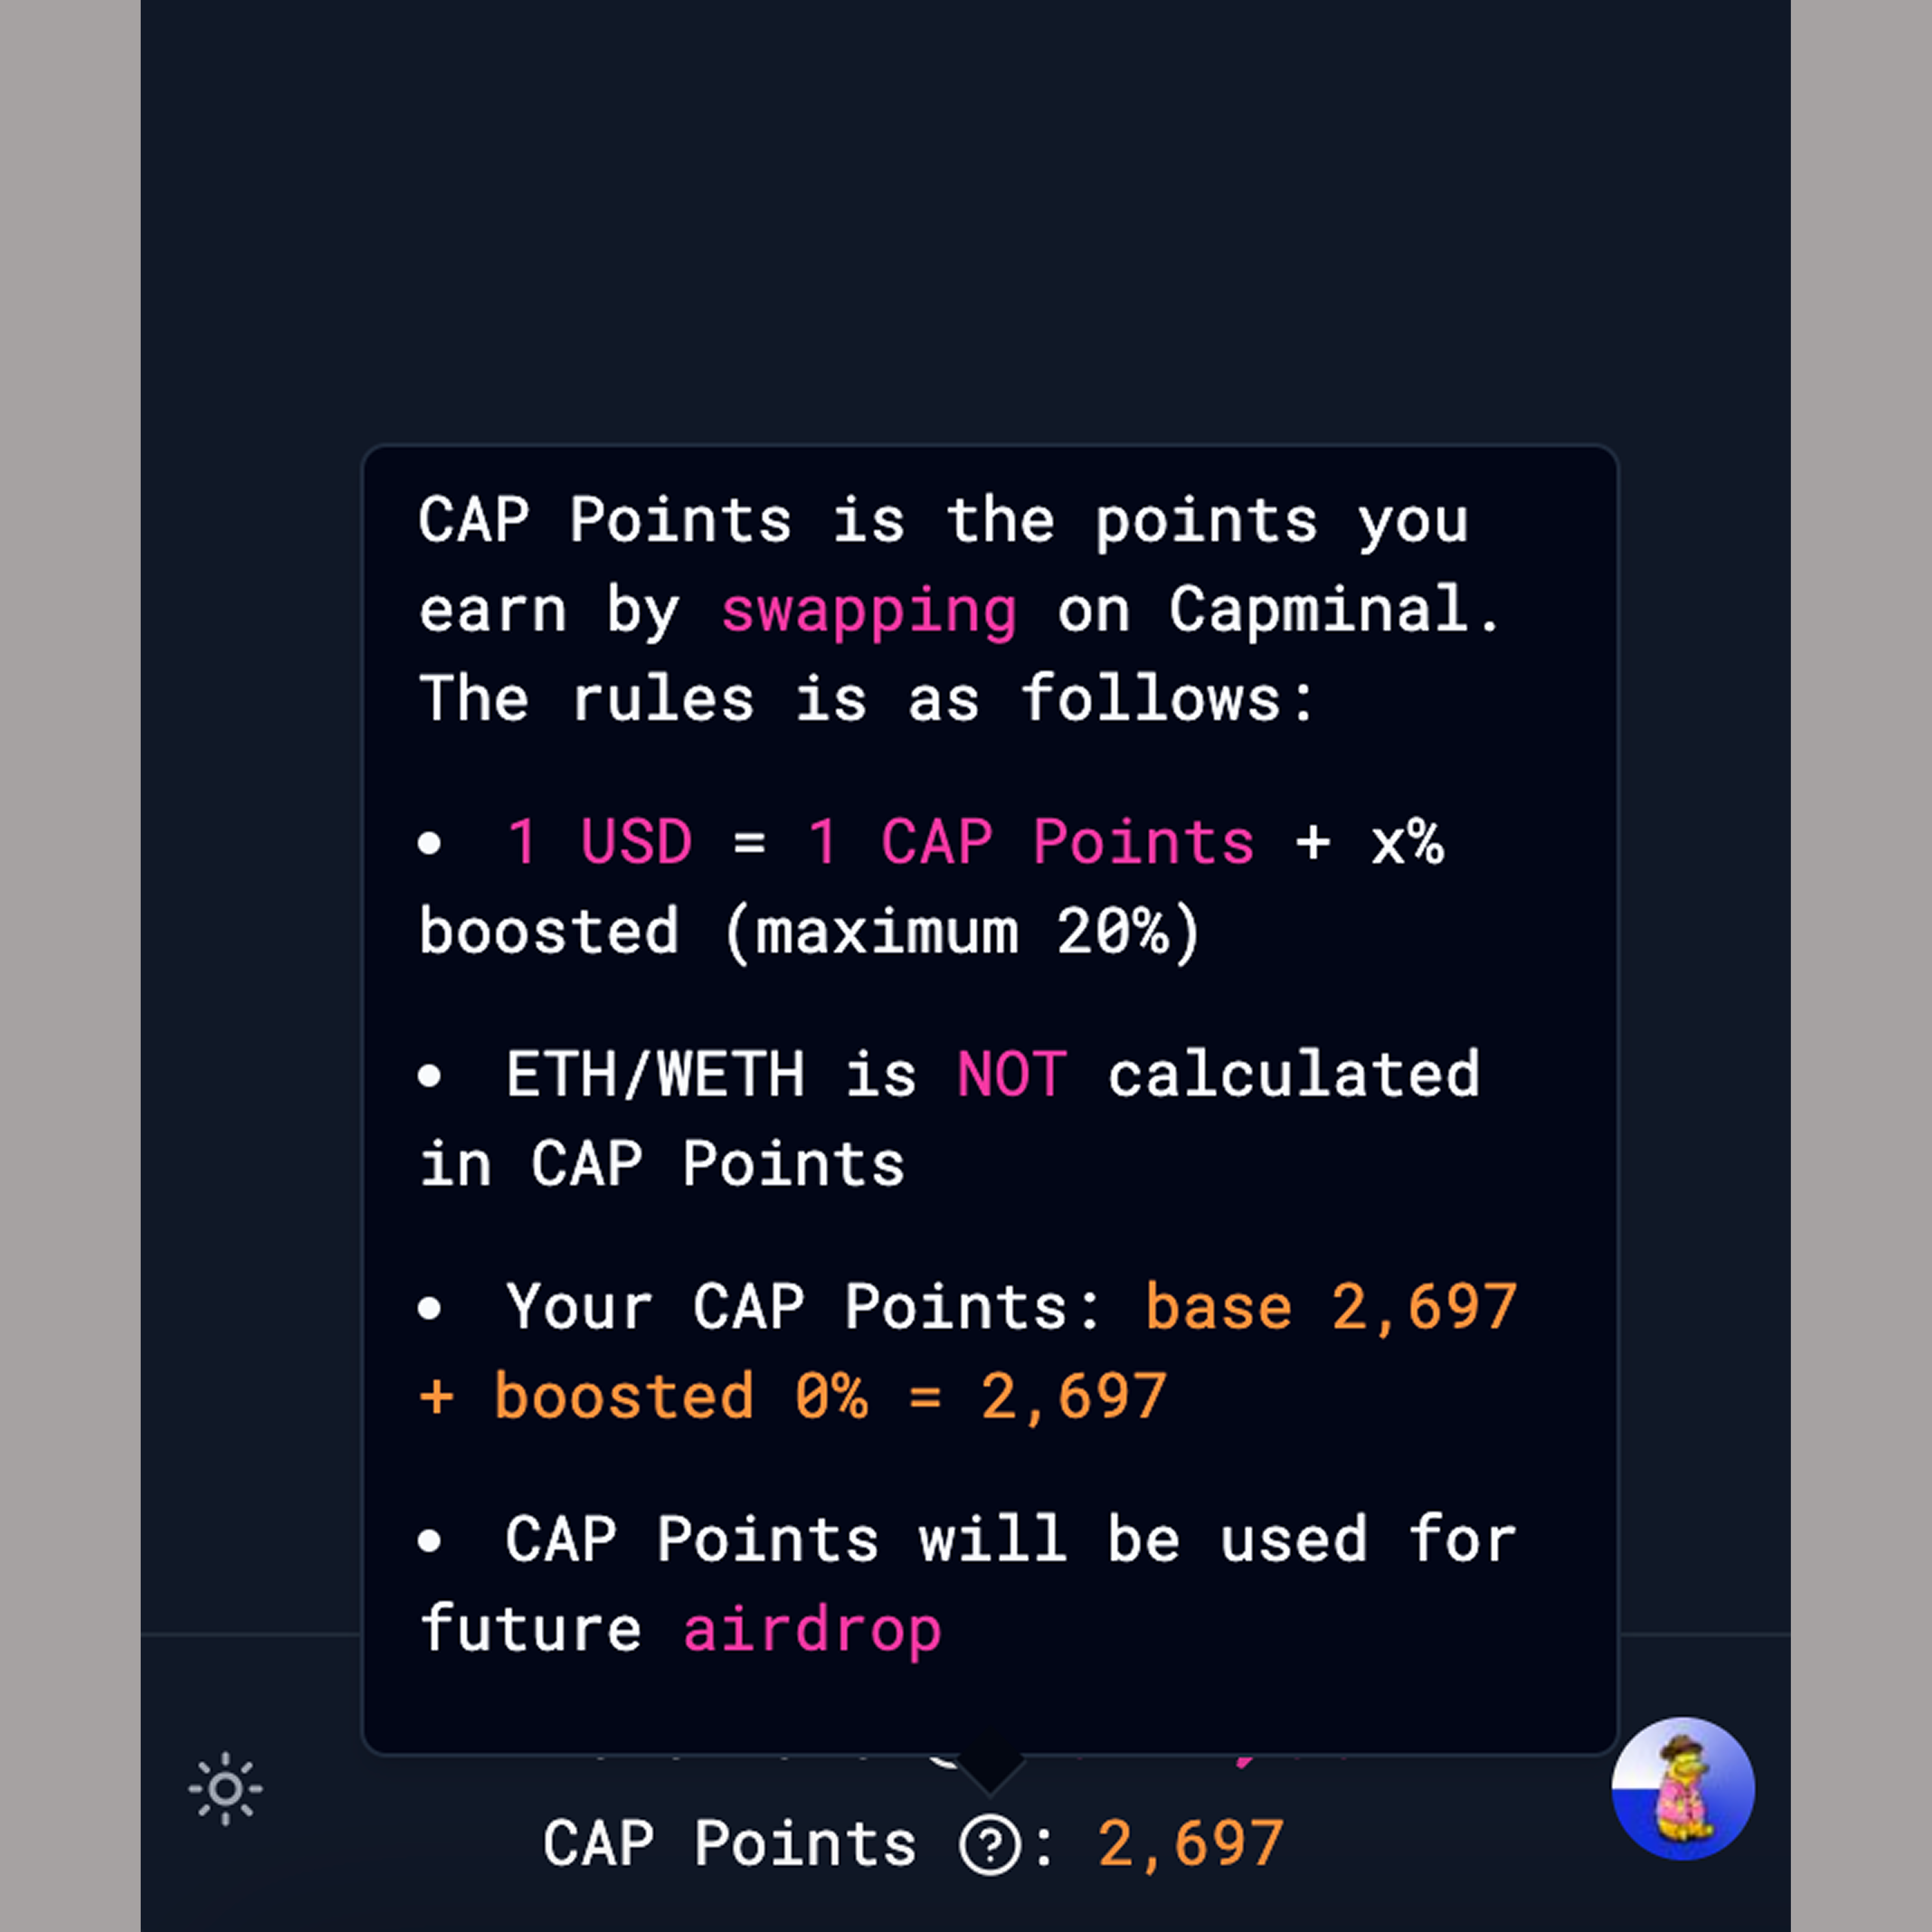 CAP Points is the points you
earn by swapping on Capminal.
The rules is as follows:
• 1 USD = 1 CAP Points + x%
boosted (maximum 20%)
• ETH/WETH is NOT calculated
in CAP Points
• Your CAP Points: base 2,697
+ boosted 0% = 2,697
• CAP Points will be used for
future airdrop
CAP Points ?: 2,697